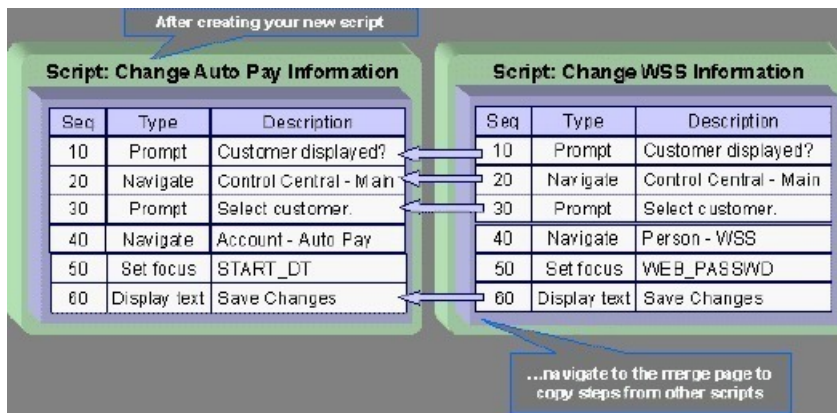 After creating your new script
Script: Change Auto Pay Information
Seq Type Description
10 Prompt Customer displayed?
20 Navigate Control Central - Main
30 Prompt Select customer.
40 Navigate Account - Auto Pay
50 Set focus START_DT
60 Display text Save Changes
Script: Change WSS Information
Seq Type Description
10 Prompt Customer displayed?
20 Navigate Control Central - Main
30 Prompt Select customer.
40 Navigate Person - WSS
50 Set focus WEB_PASSWD
60 Display text Save Changes
...navigate to the merge page to
copy steps from other scripts